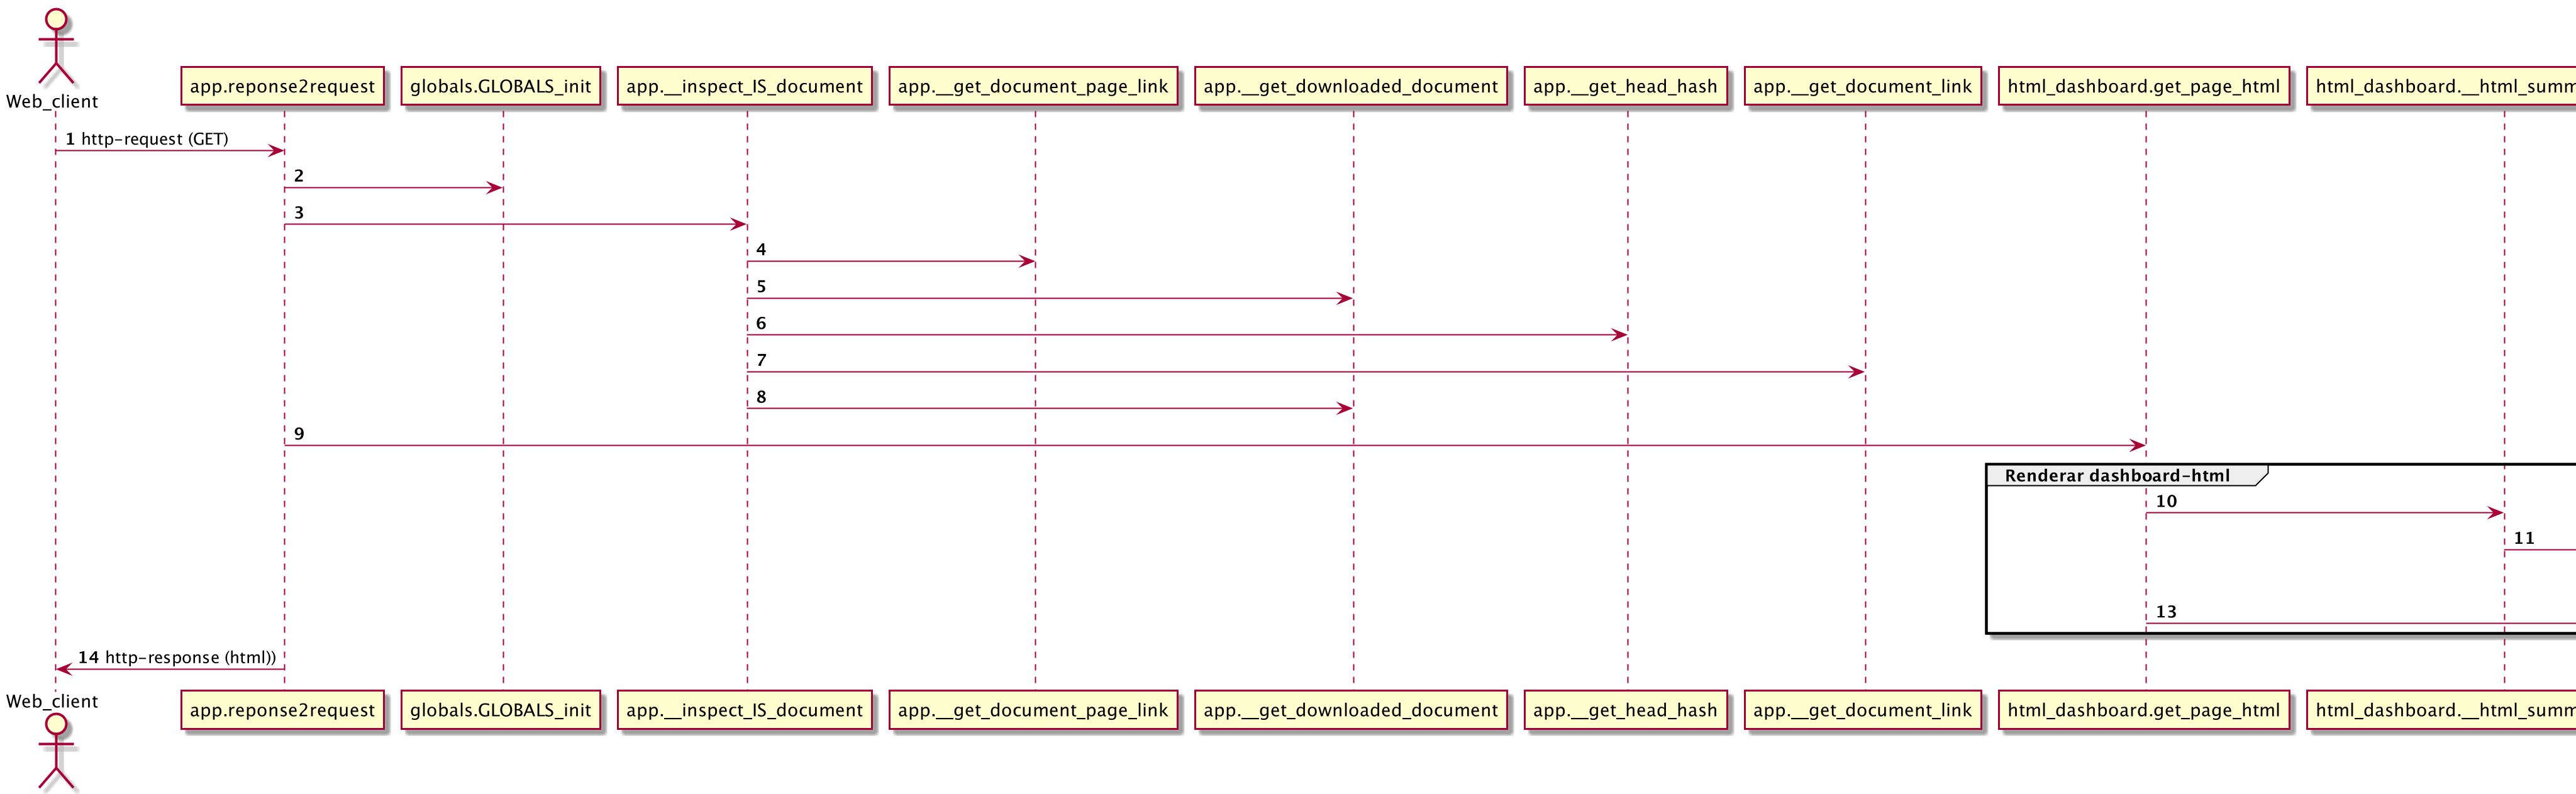 Web_client
app.reponse2request
globals.GLOBALS_init
app.__inspect_IS_document
app.__get_document_page_link
app.__get_downloaded_document
app.__get_head_hash
app.__get_document_link
html_dashboard.get_page_html
html_dashboard.__html_summ
1 http-request (GET)
2
3
4
5
6
7
8
9
Renderar dashboard-html
10
11
13
14 http-response (html))
Web_client
app.reponse2request
globals.GLOBALS_init
app.__inspect_IS_document
app.__get_document_page_link
app.__get_downloaded_document
app.__get_head_hash
app.__get_document_link
html_dashboard.get_page_html
html_dashboard.__html_summ